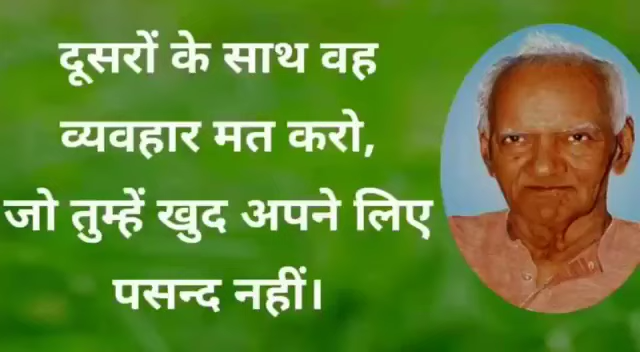 दूसरों के साथ वह
व्यवहार मत करो,
जो तुम्हें खुद अपने लिए
पसन्द नहीं।